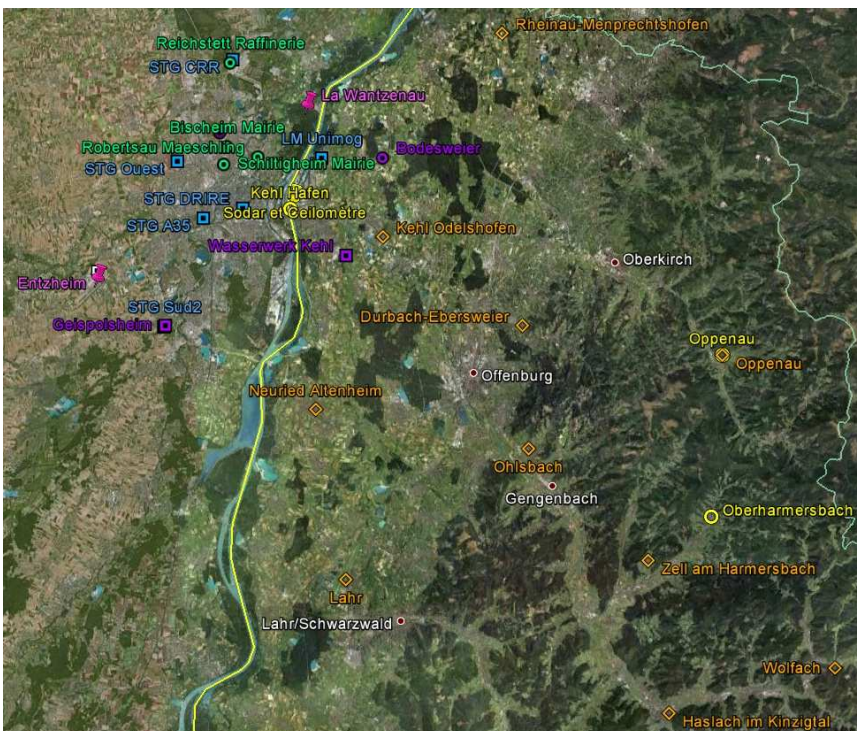 Rheinau-Menprechtshofen
Reichstett Raffinerie
STG CRR
La Wantzenau
Bischeim Mairie
LM Unimog
Robertsau Maeschling
Bodesweier
STG Ouest
Schiltigheim Mairie
Kehl Hafen
STG DRIRE
Sodar et Ceilometre
STG A35
Kehl Odelshofen
Wasserwerk Kehl
Oberkirch
Entzheim
STG Sud2
Geispolsheim
Durbach-Ebersweier
Oppenau
Oppenau
Offenburg
Neuried Altenheim
Ohlsbach
Gengenbach
Oberharmersbach
Zell am Harmersbach
Lahr
Lahr/Schwarzwald
Wolfach
Haslach im Kinzigtal